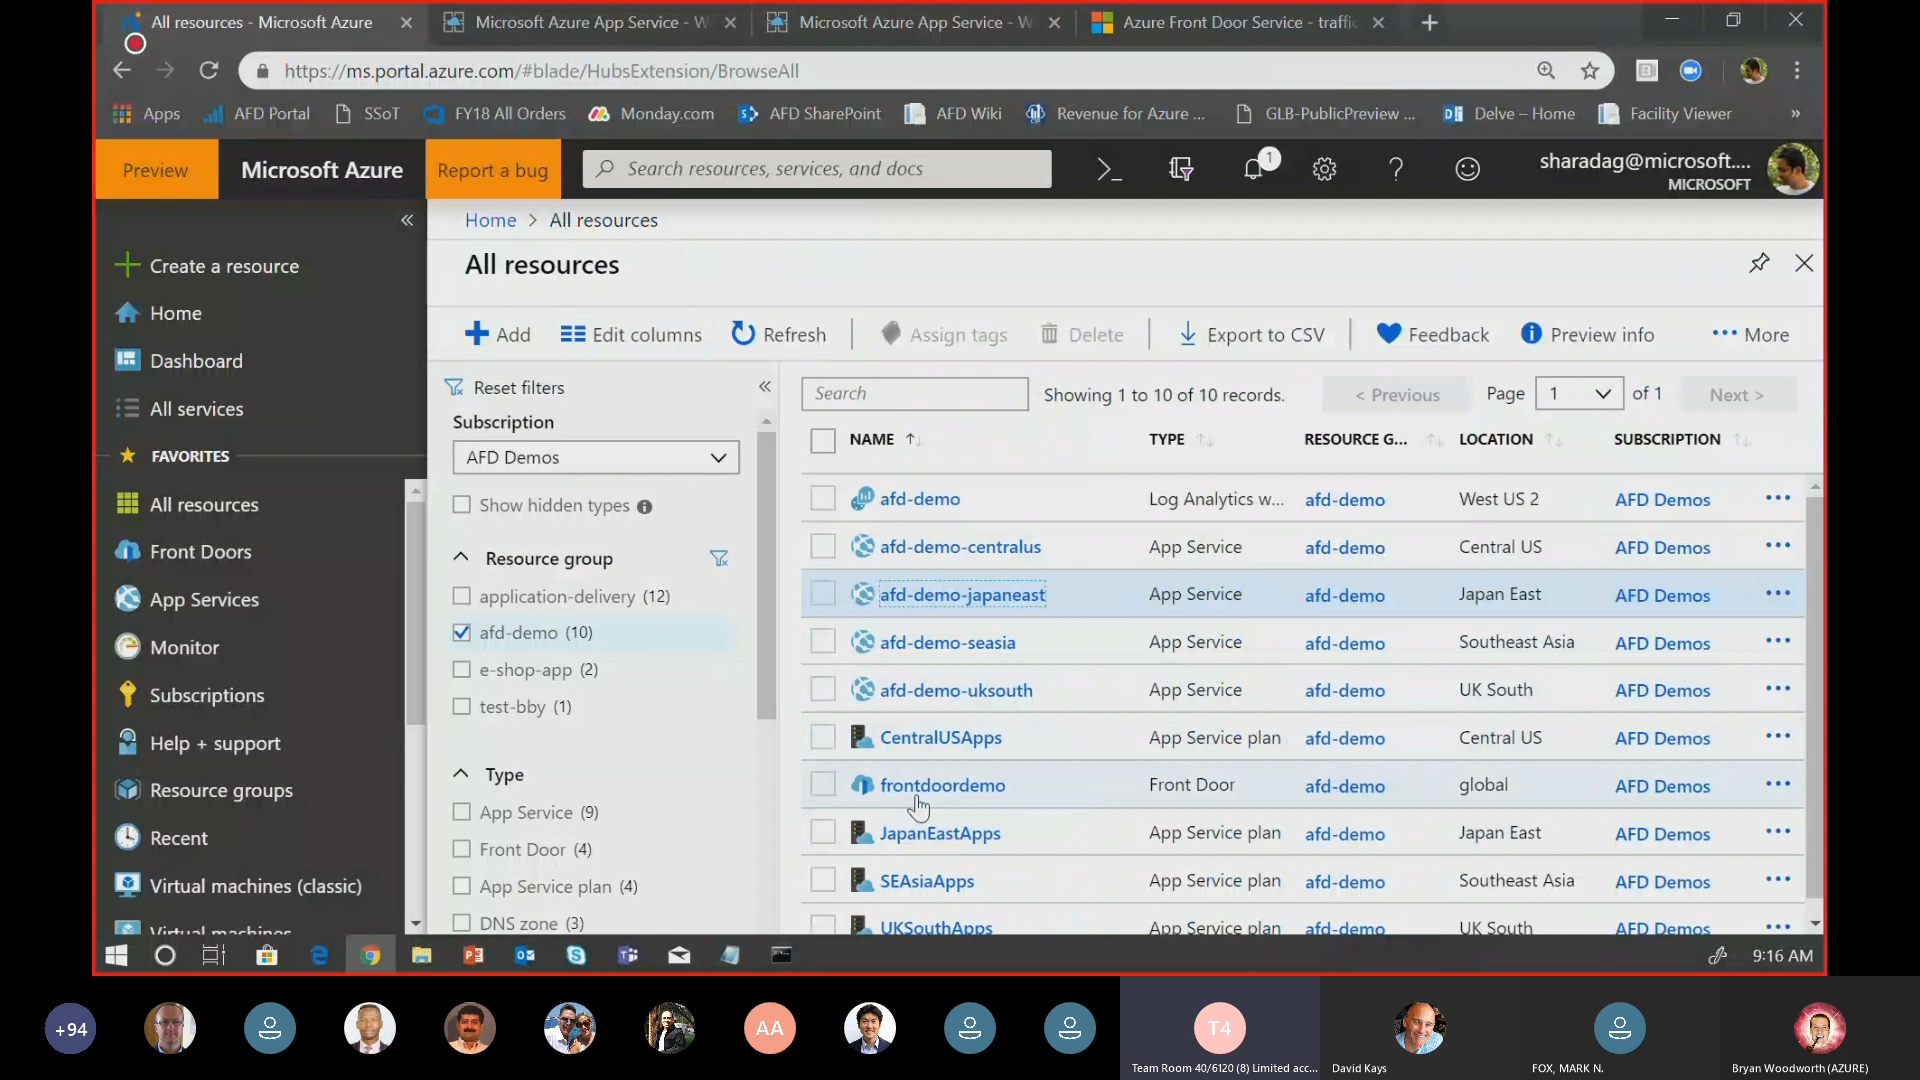 All resources - Microsoft Azure
Microsoft Azure App Service - W
Microsoft Azure App Service - W
Azure Front Door Service - traffic
https://ms.portal.azure.com/#blade/HubsExtension/BrowseAll
Apps
AFD Portal
SSoT
FY18 All Orders
Monday.com
AFD SharePoint
AFD Wiki
Revenue for Azure ...
GLB-PublicPreview ...
Delve – Home
Facility Viewer
»
Preview
Microsoft Azure
Report a bug
Search resources, services, and docs
1
sharadag@microsoft....
MICROSOFT
Home > All resources
All resources
Create a resource
Home
Dashboard
All services
FAVORITES
All resources
Front Doors
App Services
Monitor
Subscriptions
Help + support
Resource groups
Recent
Virtual machines (classic)
Virtual machines
Add
Edit columns
Refresh
Assign tags
Delete
Export to CSV
Feedback
Preview info
More
Reset filters
Subscription
AFD Demos
Show hidden types
Resource group
application-delivery (12)
afd-demo (10)
e-shop-app (2)
test-bby (1)
Type
App Service (9)
Front Door (4)
App Service plan (4)
DNS zone (3)
Search
Showing 1 to 10 of 10 records.
< Previous
Page 1 of 1
Next >
NAME TYPE RESOURCE G... LOCATION SUBSCRIPTION
afd-demo Log Analytics w... afd-demo West US 2 AFD Demos
afd-demo-centralus App Service afd-demo Central US AFD Demos
afd-demo-japaneast App Service afd-demo Japan East AFD Demos
afd-demo-seasia App Service afd-demo Southeast Asia AFD Demos
afd-demo-uksouth App Service afd-demo UK South AFD Demos
CentralUSApps App Service plan afd-demo Central US AFD Demos
frontdoordemo Front Door afd-demo global AFD Demos
JapanEastApps App Service plan afd-demo Japan East AFD Demos
SEAsiaApps App Service plan afd-demo Southeast Asia AFD Demos
UKSouthApps App Service plan afd-demo UK South AFD Demos
9:16 AM
+94
AA
T4
Team Room 40/6120 (8) Limited acc...
David Kays
FOX, MARK N.
Bryan Woodworth (AZURE)